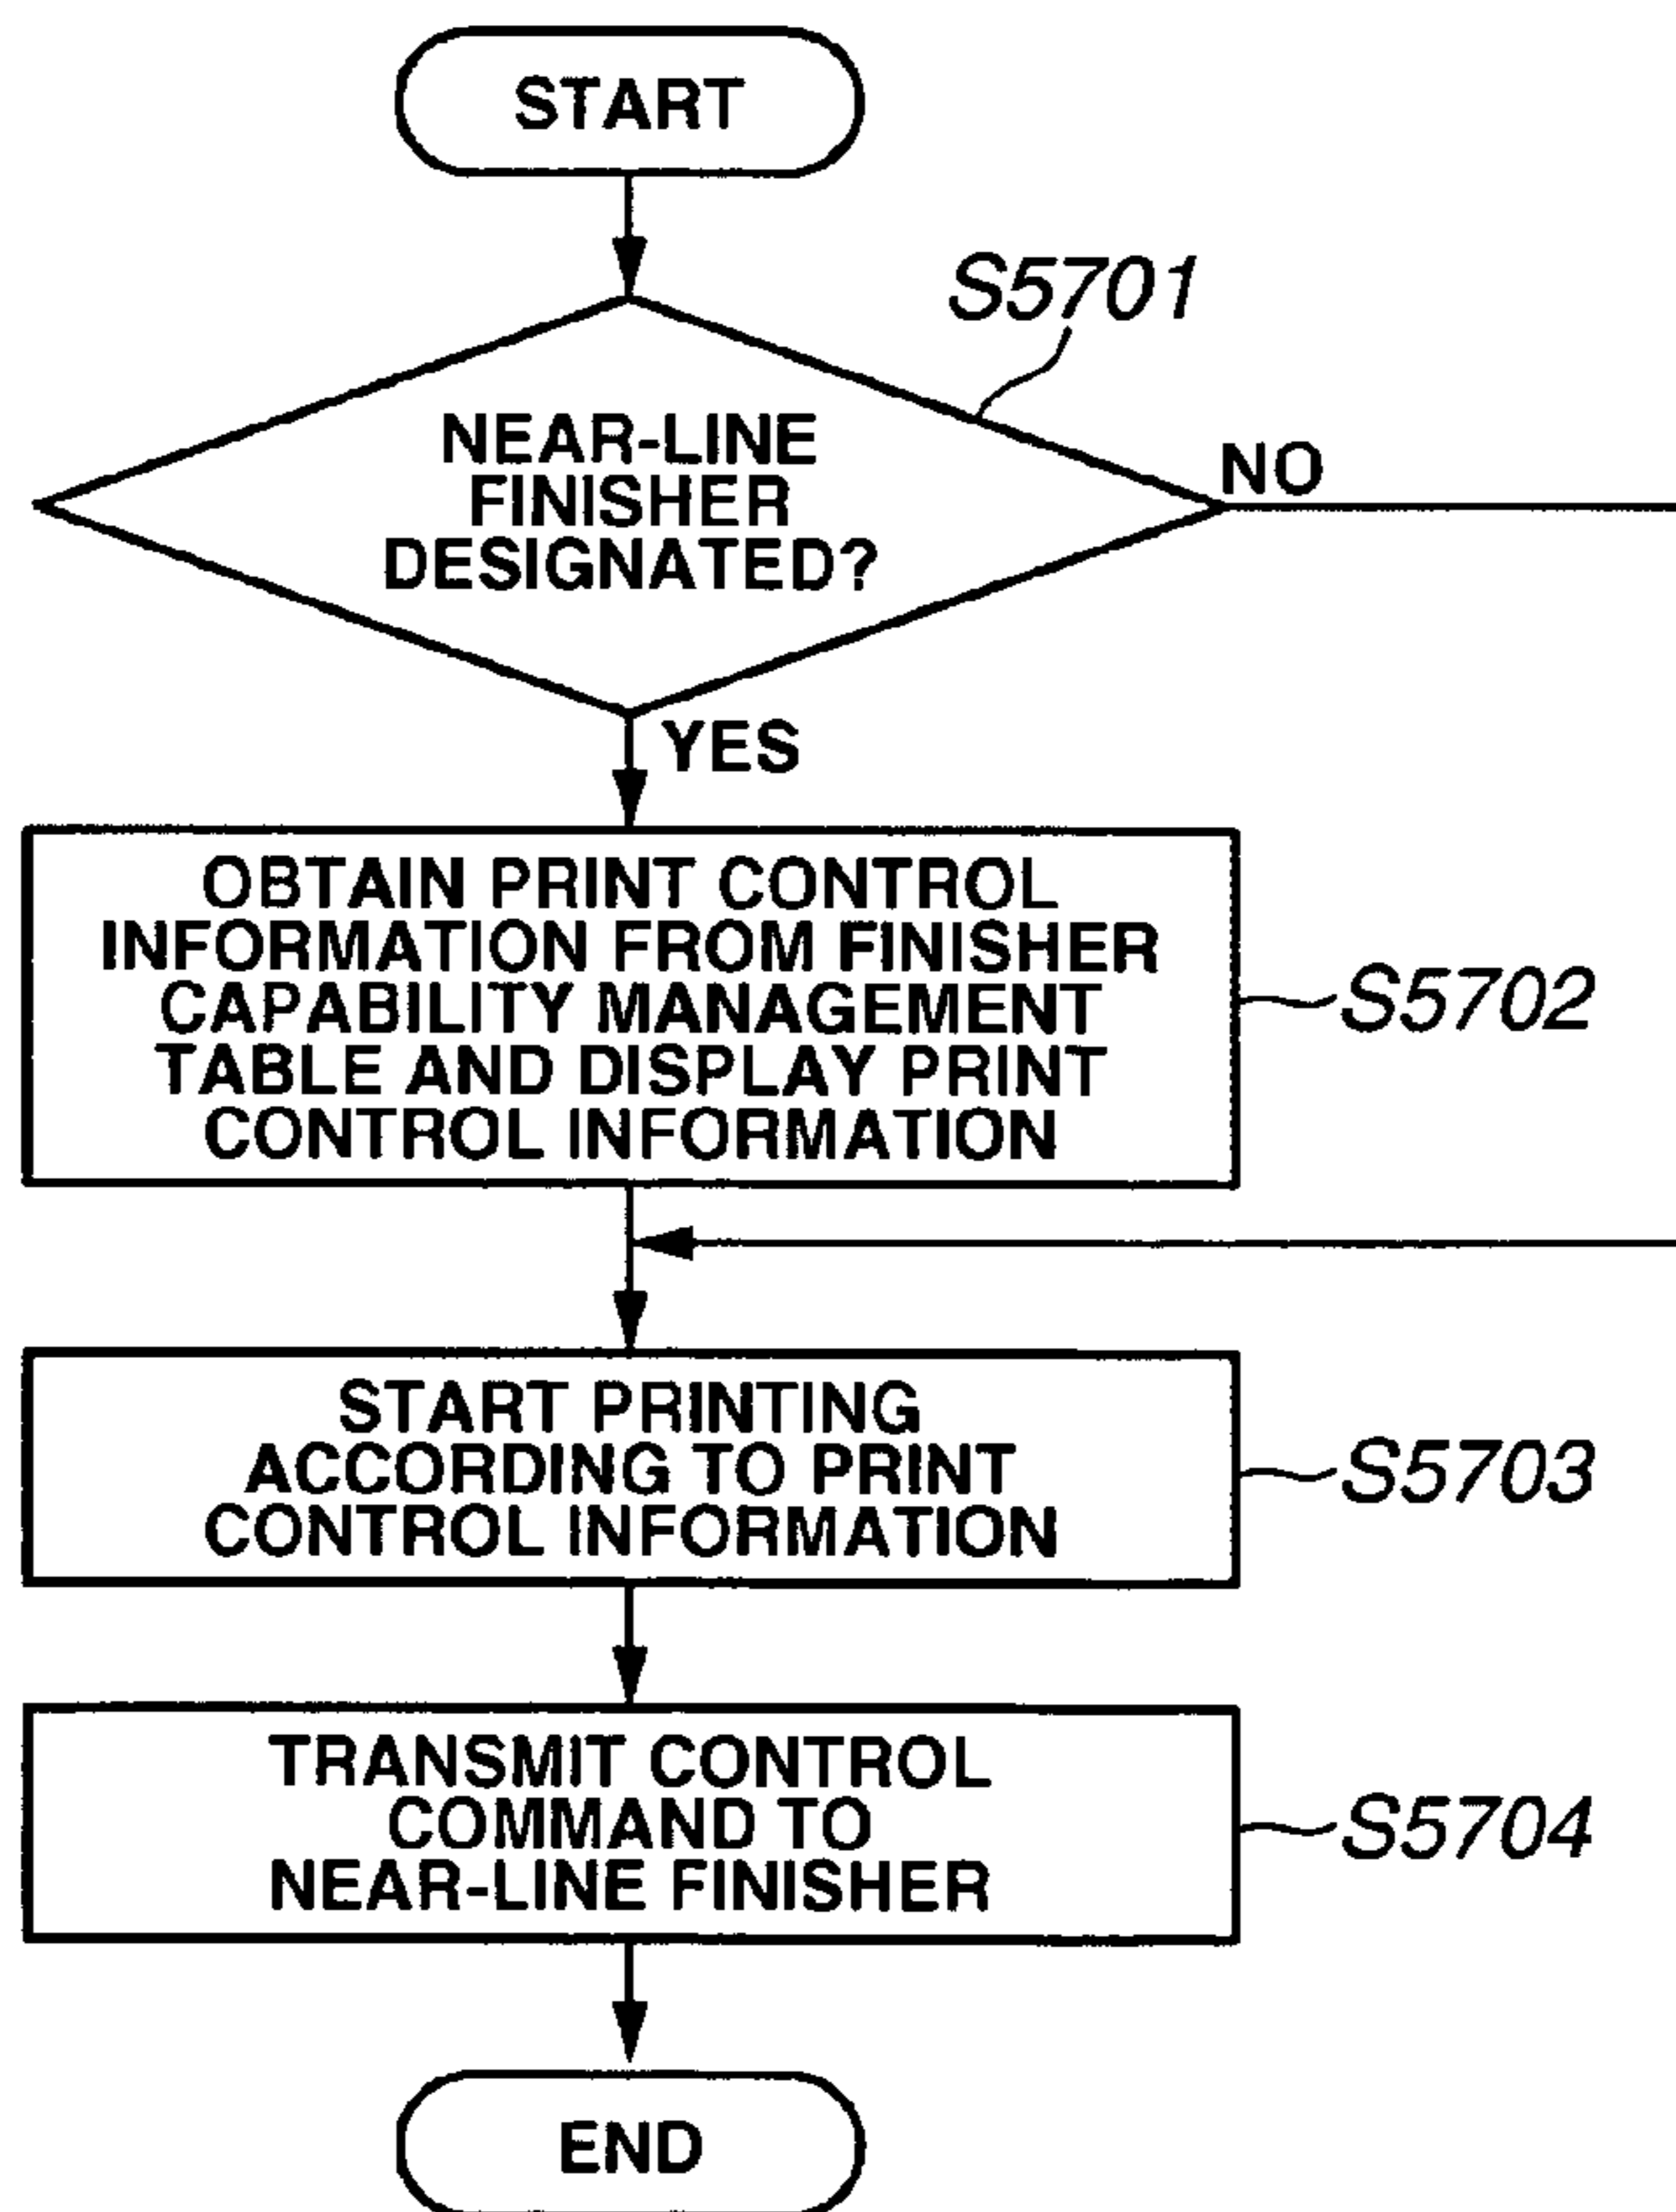 START
S5701
NEAR-LINE
FINISHER
DESIGNATED?
NO
YES
OBTAIN PRINT CONTROL
INFORMATION FROM FINISHER
CAPABILITY MANAGEMENT
TABLE AND DISPLAY PRINT
CONTROL INFORMATION
S5702
START PRINTING
ACCORDING TO PRINT
CONTROL INFORMATION
S5703
TRANSMIT CONTROL
COMMAND TO
NEAR-LINE FINISHER
S5704
END